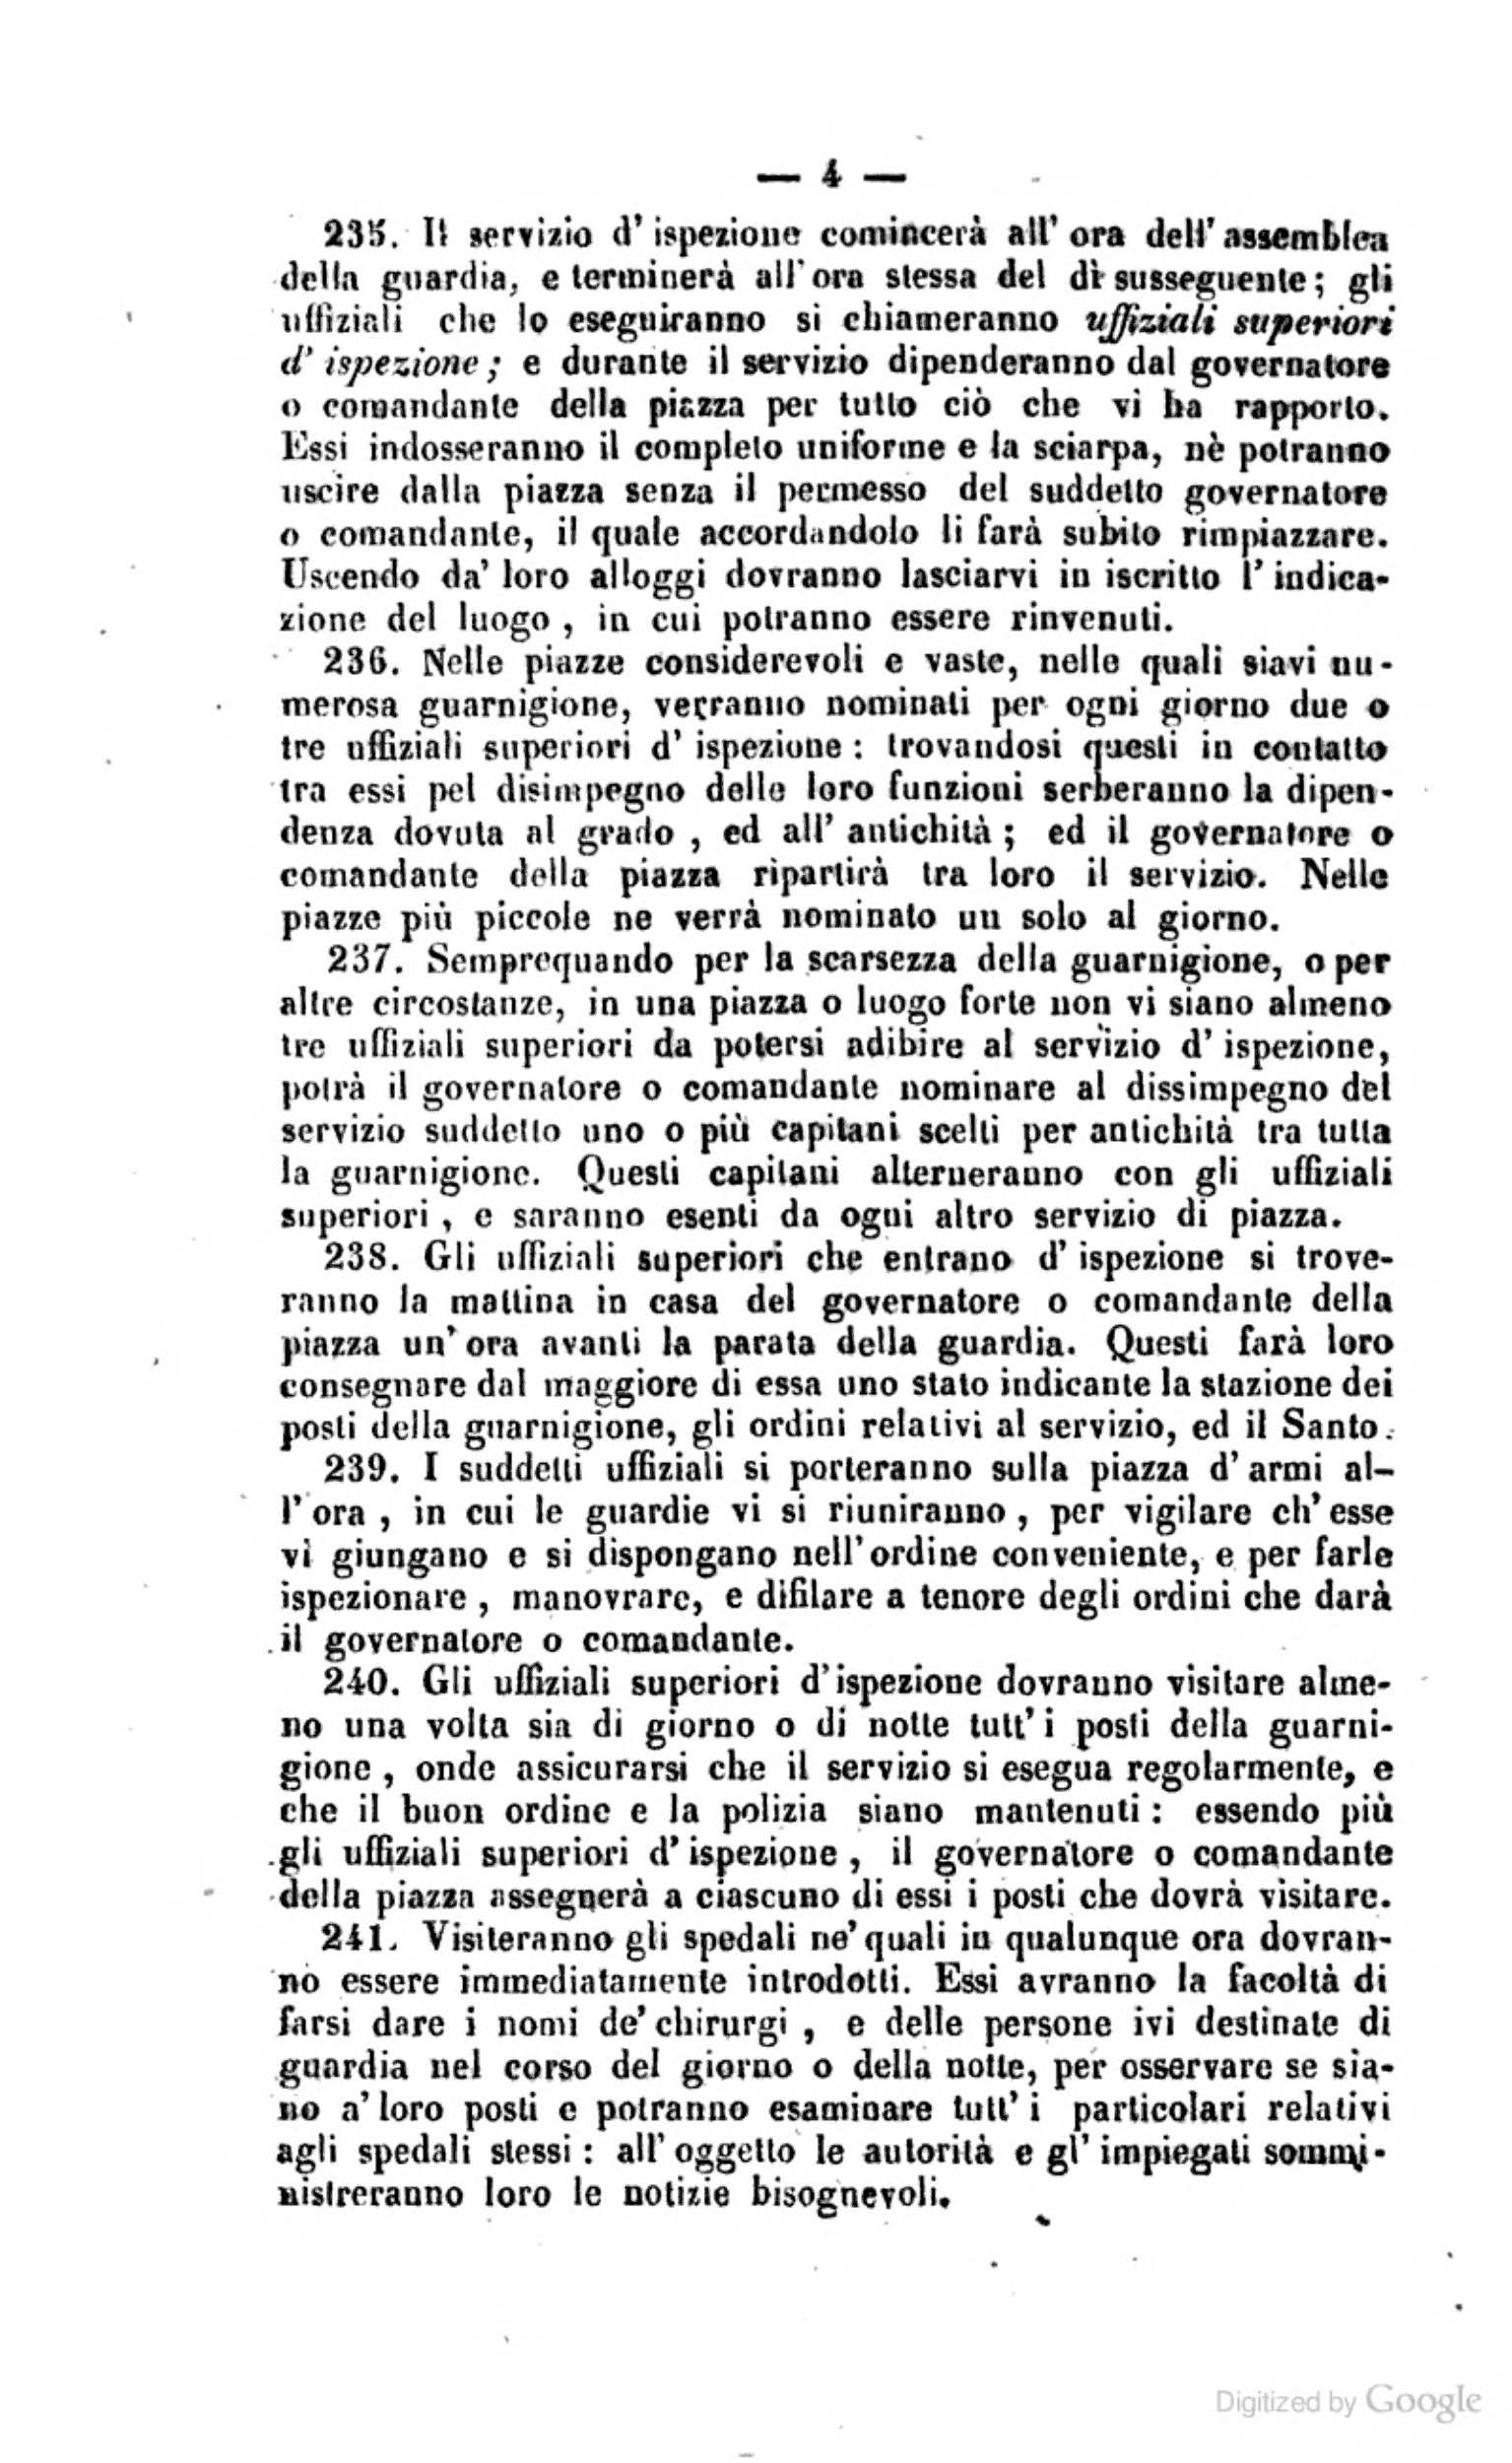 — 4 —
235. Il servizio d' ispezione comincerà all' ora dell' assemblea
della guardia, e terminerà all' ora stessa del dì susseguente; gli
uffiziali che lo eseguiranno si chiameranno uffiziali superiori
d' ispezione; e durante il servizio dipenderanno dal governatore
o comandante della piazza per tutto ciò che vi ha rapporto.
Essi indosseranno il completo uniforme e la sciarpa, nè potranno
uscire dalla piazza senza il permesso del suddetto governatore
o comandante, il quale accordandolo li farà subito rimpiazzare.
Uscendo da' loro alloggi dovranno lasciarvi in iscritto l' indica-
zione del luogo, in cui potranno essere rinvenuti.
236. Nelle piazze considerevoli e vaste, nelle quali siavi nu-
merosa guarnigione, verranno nominati per ogni giorno due o
tre uffiziali superiori d' ispezione: trovandosi questi in contatto
tra essi pel disimpegno delle loro funzioni serberanno la dipen-
denza dovuta al grado, ed all' antichità; ed il governatore o
comandante della piazza ripartirà tra loro il servizio. Nelle
piazze più piccole ne verrà nominato un solo al giorno.
237. Semprequando per la scarsezza della guarnigione, o per
altre circostanze, in una piazza o luogo forte non vi siano almeno
tre uffiziali superiori da potersi adibire al servizio d' ispezione,
potrà il governatore o comandante nominare al dissimpegno del
servizio suddetto uno o più capitani scelti per antichità tra tutta
la guarnigione. Questi capitani alterneranno con gli uffiziali
superiori, e saranno esenti da ogni altro servizio di piazza.
238. Gli uffiziali superiori che entrano d' ispezione si trove-
ranno la mattina in casa del governatore o comandante della
piazza un' ora avanti la parata della guardia. Questi farà loro
consegnare dal maggiore di essa uno stato indicante la stazione dei
posti della guarnigione, gli ordini relativi al servizio, ed il Santo.
239. I suddetti uffiziali si porteranno sulla piazza d' armi al-
l' ora, in cui le guardie vi si riuniranno, per vigilare ch' esse
vi giungano e si dispongano nell' ordine conveniente, e per farle
ispezionare, manovrare, e difilare a tenore degli ordini che darà
il governatore o comandante.
240. Gli uffiziali superiori d' ispezione dovranno visitare alme-
no una volta sia di giorno o di notte tutt' i posti della guarni-
gione, onde assicurarsi che il servizio si esegua regolarmente, e
che il buon ordine e la polizia siano mantenuti: essendo più
gli uffiziali superiori d' ispezione, il governatore o comandante
della piazza assegnerà a ciascuno di essi i posti che dovrà visitare.
241. Visiteranno gli spedali ne' quali in qualunque ora dovran-
no essere immediatamente introdotti. Essi avranno la facoltà di
farsi dare i nomi de' chirurgi, e delle persone ivi destinate di
guardia nel corso del giorno o della notte, per osservare se sia-
no a' loro posti e potranno esaminare tutt' i particolari relativi
agli spedali stessi: all' oggetto le autorità e gl' impiegati sommi-
nistreranno loro le notizie bisognevoli.
Digitized by Google